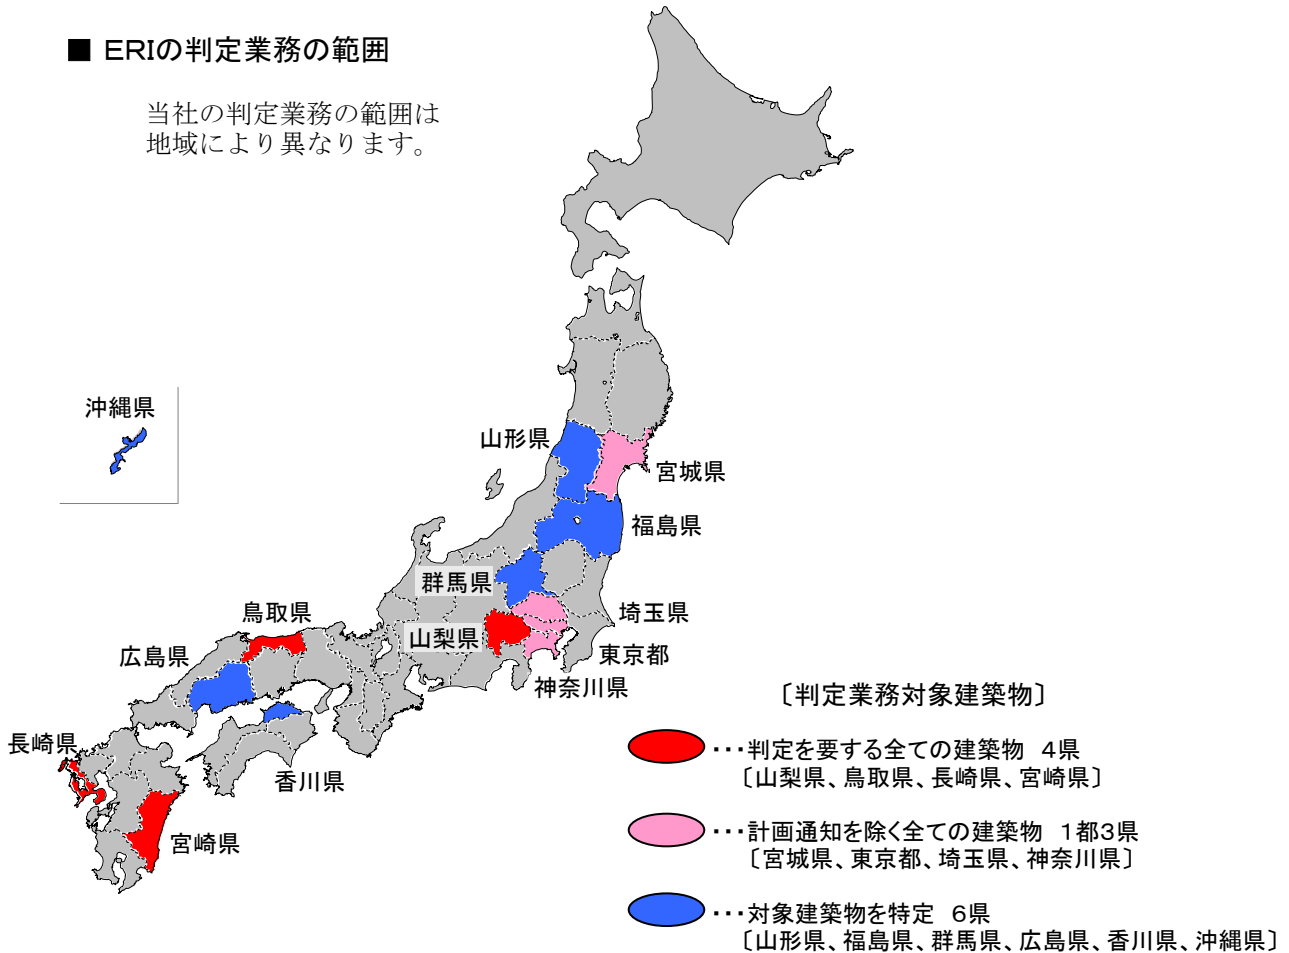 ■ ERIの判定業務の範囲
当社の判定業務の範囲は
地域により異なります。
沖縄県
山形県
宮城県
福島県
群馬県
鳥取県
埼玉県
山梨県
広島県
東京都
神奈川県
長崎県
香川県
宮崎県
〔判定業務対象建築物〕
・・・判定を要する全ての建築物　4県
〔山梨県、鳥取県、長崎県、宮崎県〕
・・・計画通知を除く全ての建築物　1都3県
〔宮城県、東京都、埼玉県、神奈川県〕
・・・対象建築物を特定　6県
〔山形県、福島県、群馬県、広島県、香川県、沖縄県〕